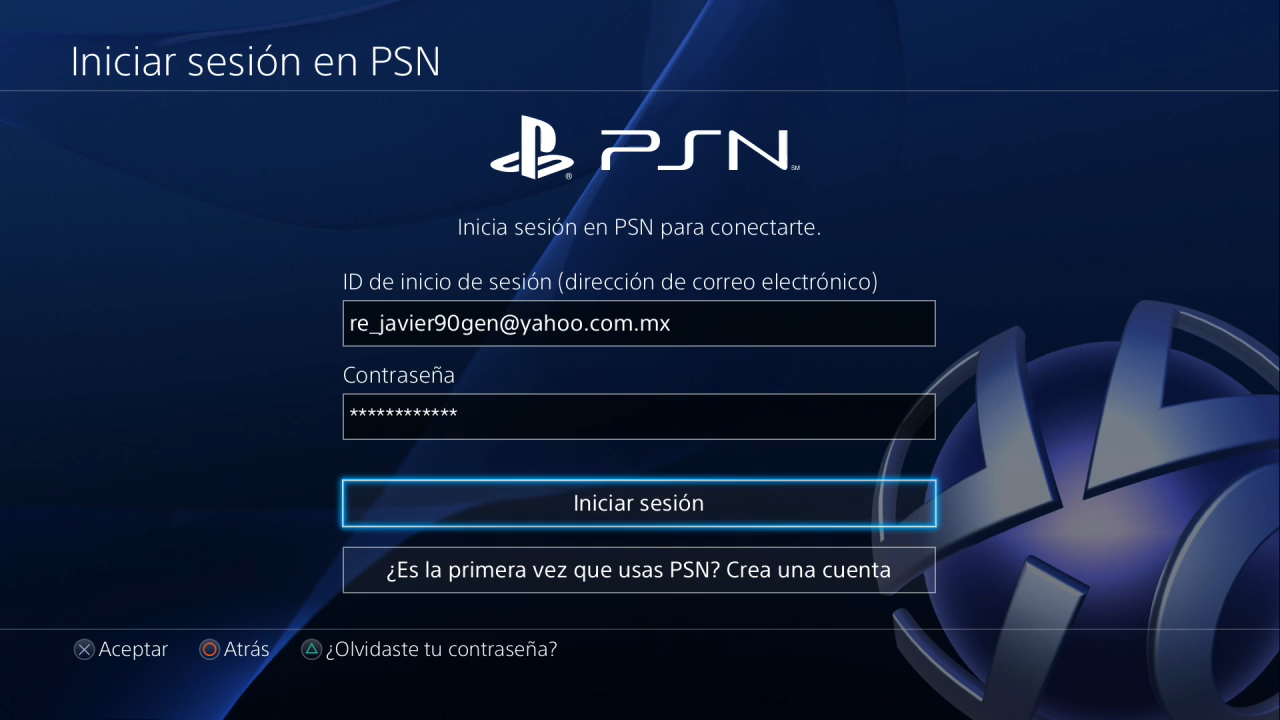 Iniciar sesión en PSN
PSN
Inicia sesión en PSN para conectarte.
ID de inicio de sesión (dirección de correo electrónico)
re_javier90gen@yahoo.com.mx
Contraseña
************
Iniciar sesión
¿Es la primera vez que usas PSN? Crea una cuenta
Aceptar Atrás ¿Olvidaste tu contraseña?